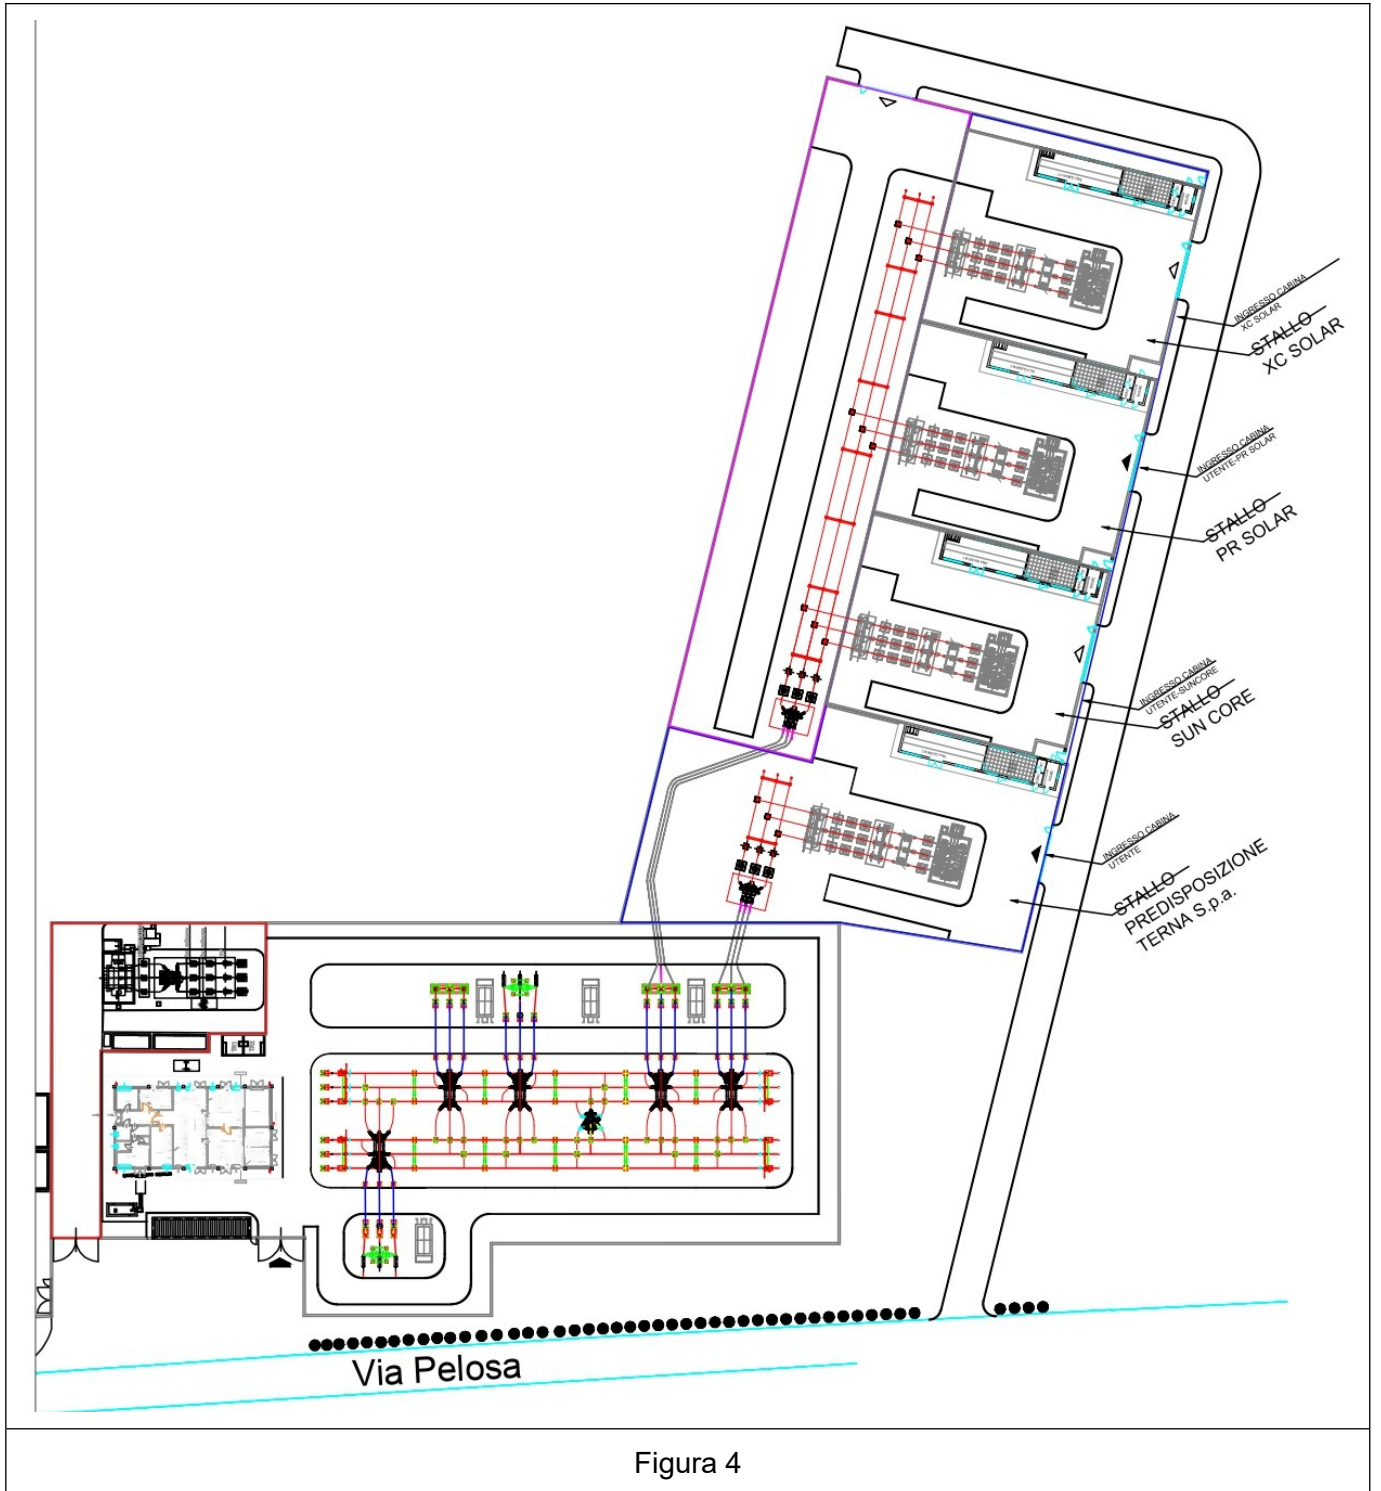 INGRESSO CABINA
XC SOLAR
STALLO
XC SOLAR
INGRESSO CABINA
UTENTE-PR SOLAR
STALLO
PR SOLAR
INGRESSO CABINA
UTENTE-SUNCORE
STALLO
SUN CORE
INGRESSO CABINA
UTENTE
STALLO
PREDISPOSIZIONE
TERNA S.p.a.
Via Pelosa
Figura 4